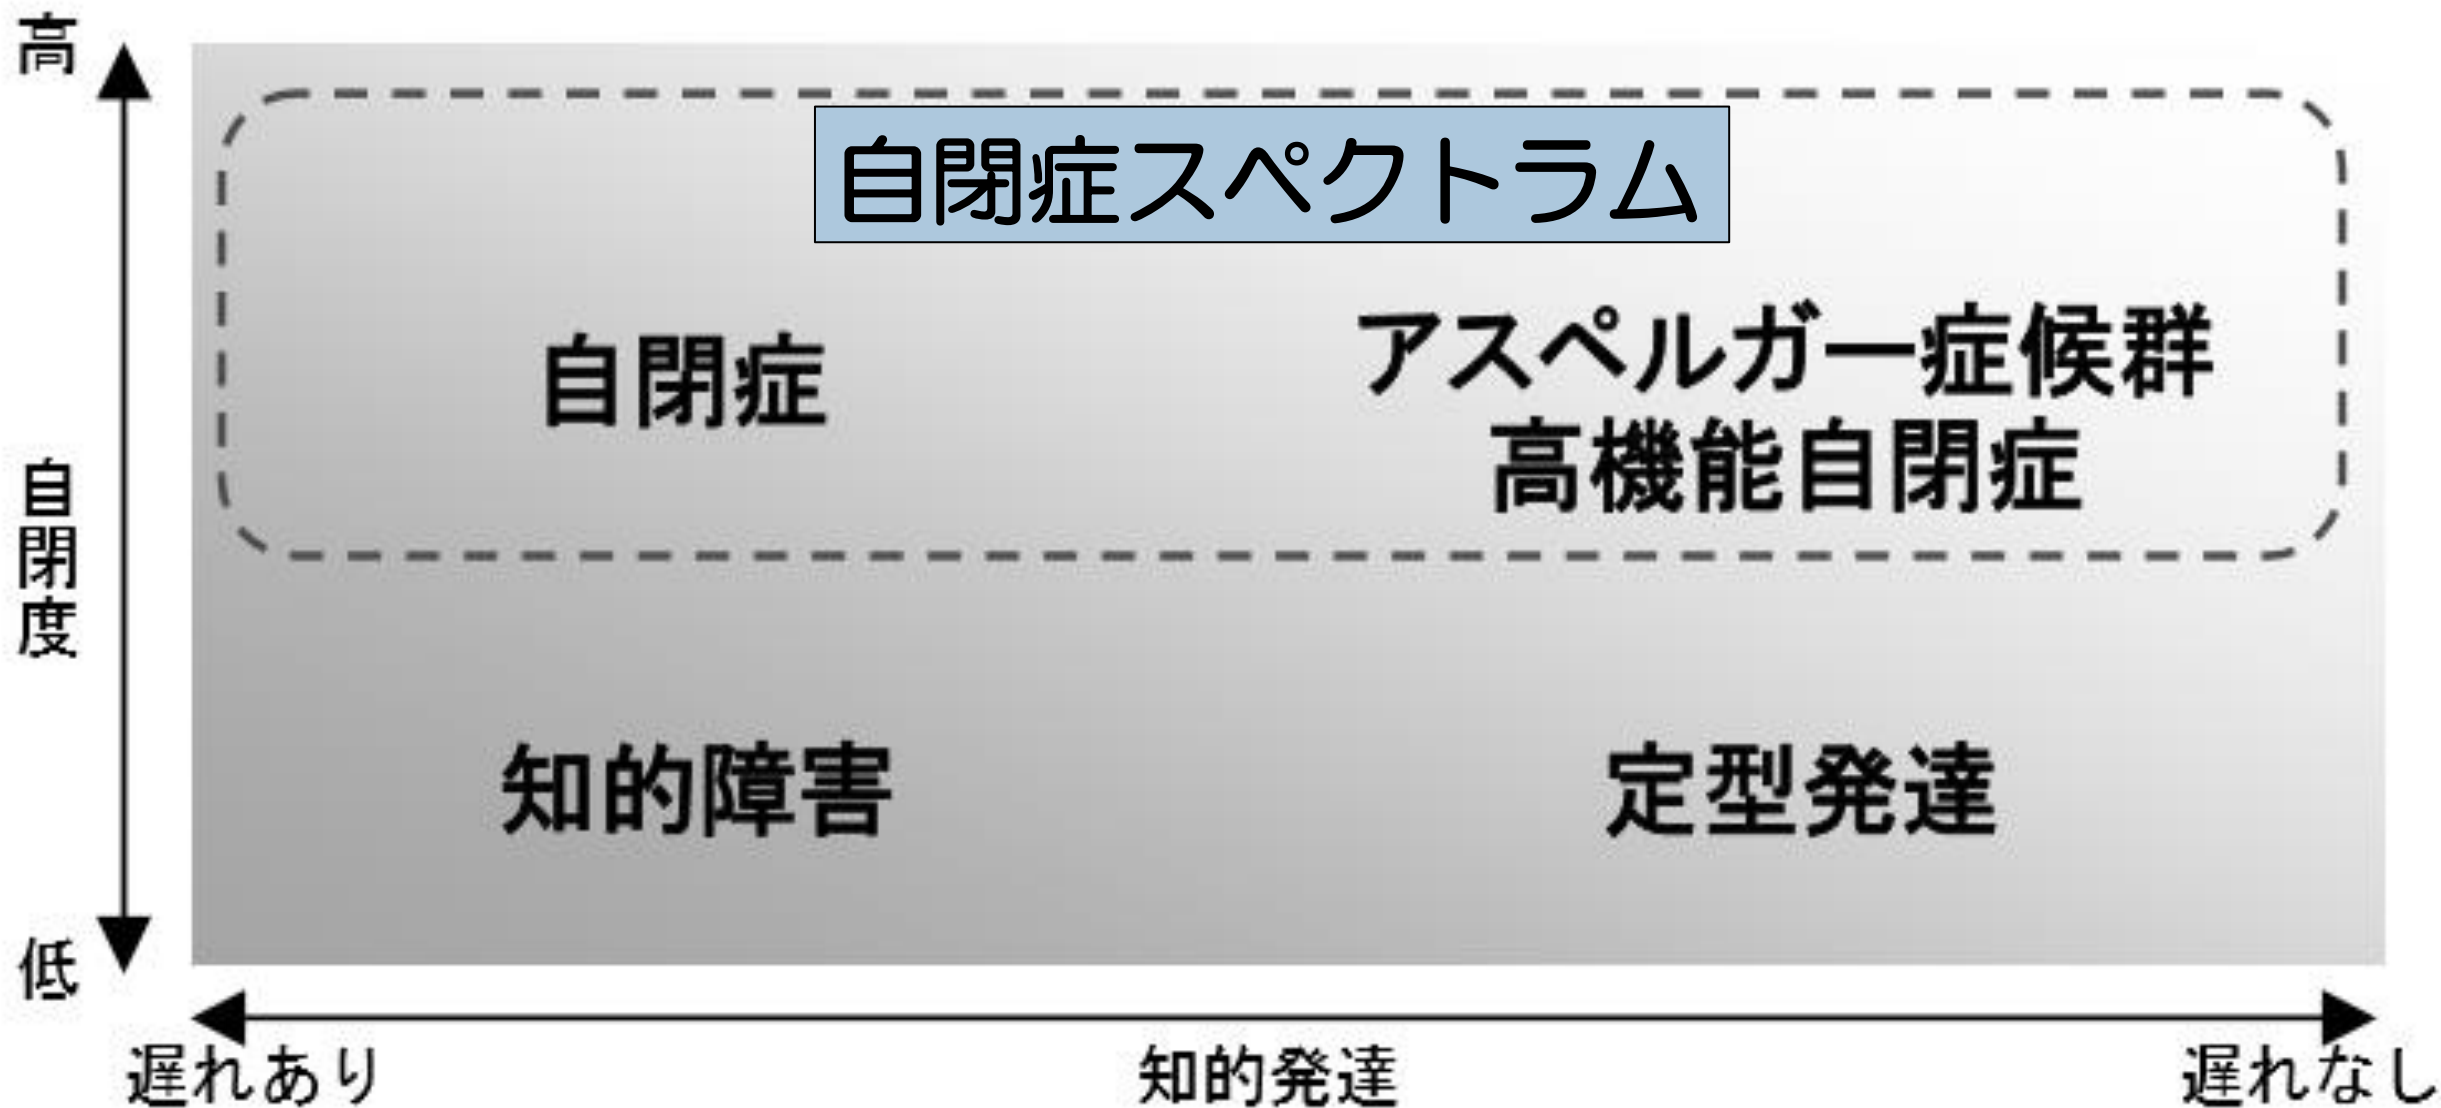 高
自閉症スペクトラム
自閉症
アスペルガー症候群
高機能自閉症
自閉度
知的障害
定型発達
低
遅れあり
知的発達
遅れなし